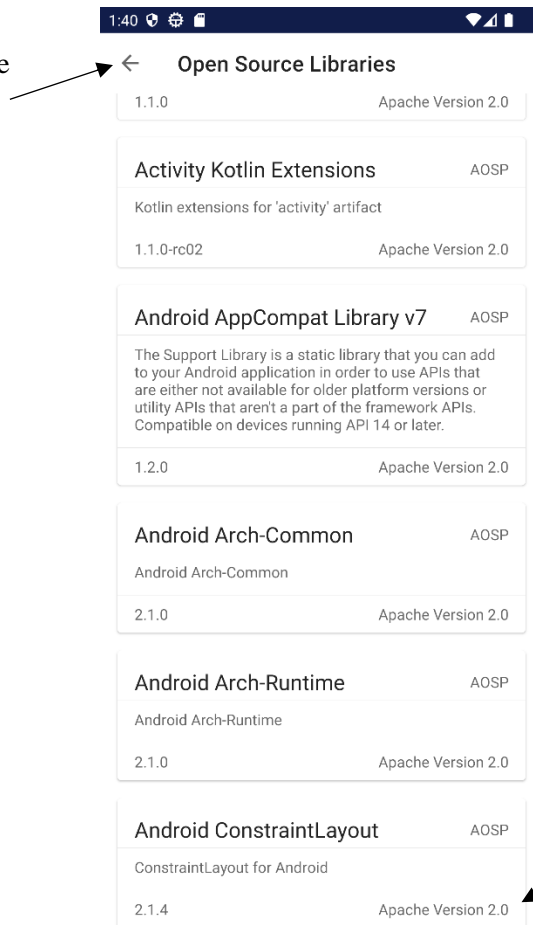 1:40
e
Open Source Libraries
1.1.0 Apache Version 2.0
Activity Kotlin Extensions AOSP
Kotlin extensions for 'activity' artifact
1.1.0-rc02 Apache Version 2.0
Android AppCompat Library v7 AOSP
The Support Library is a static library that you can add
to your Android application in order to use APIs that
are either not available for older platform versions or
utility APIs that aren't a part of the framework APIs.
Compatible on devices running API 14 or later.
1.2.0 Apache Version 2.0
Android Arch-Common AOSP
Android Arch-Common
2.1.0 Apache Version 2.0
Android Arch-Runtime AOSP
Android Arch-Runtime
2.1.0 Apache Version 2.0
Android ConstraintLayout AOSP
ConstraintLayout for Android
2.1.4 Apache Version 2.0